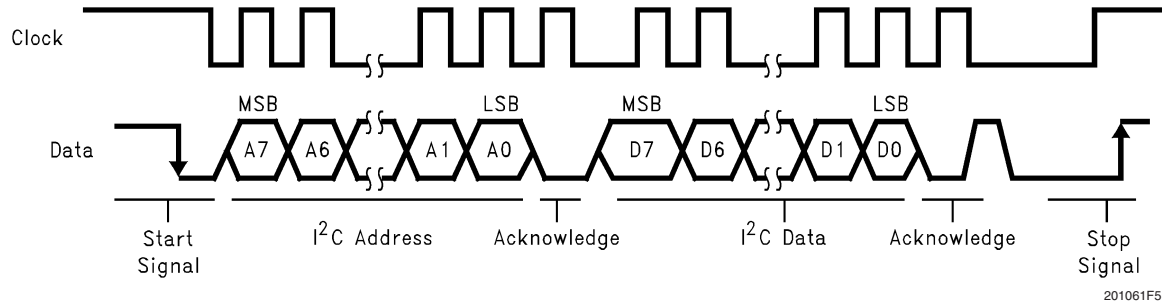 Clock
MSB
LSB
MSB
LSB
Data
A7
A6
A1
A0
D7
D6
D1
D0
Start
Signal
I²C Address
Acknowledge
I²C Data
Acknowledge
Stop
Signal
201061F5